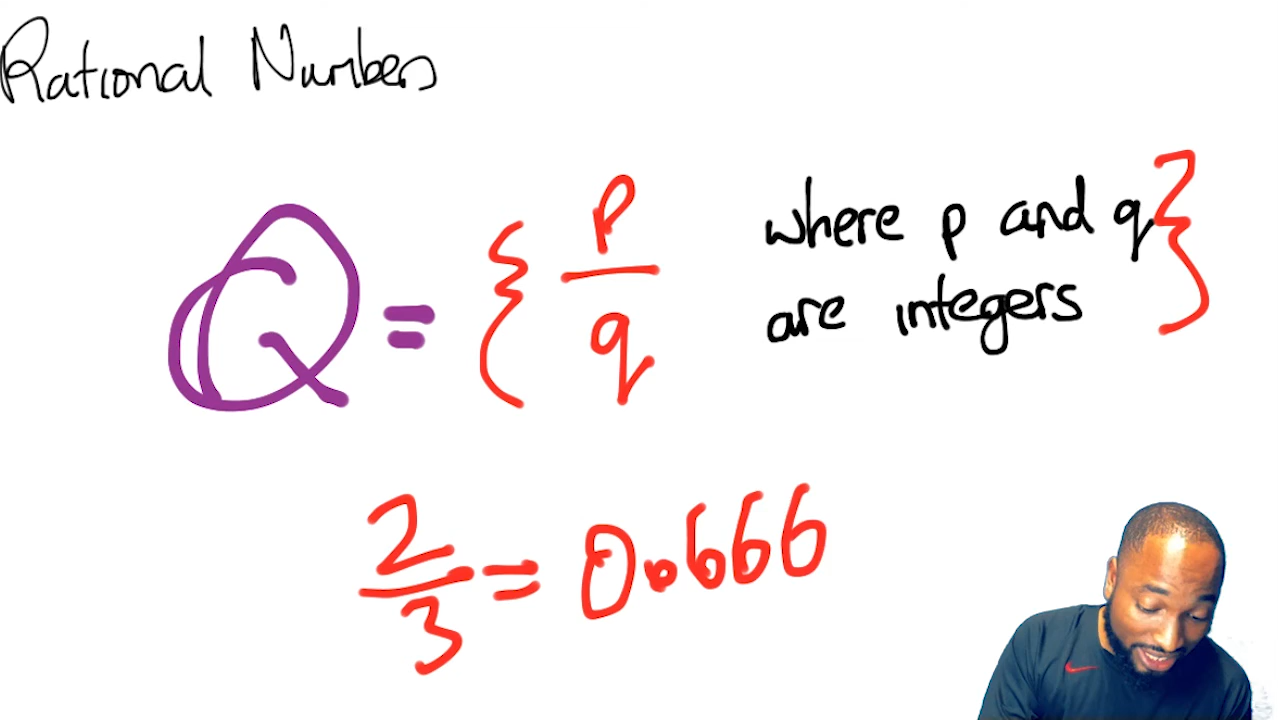 Rational Numbers
Q = { p/q where p and q }
are integers
2/3 = 0.666